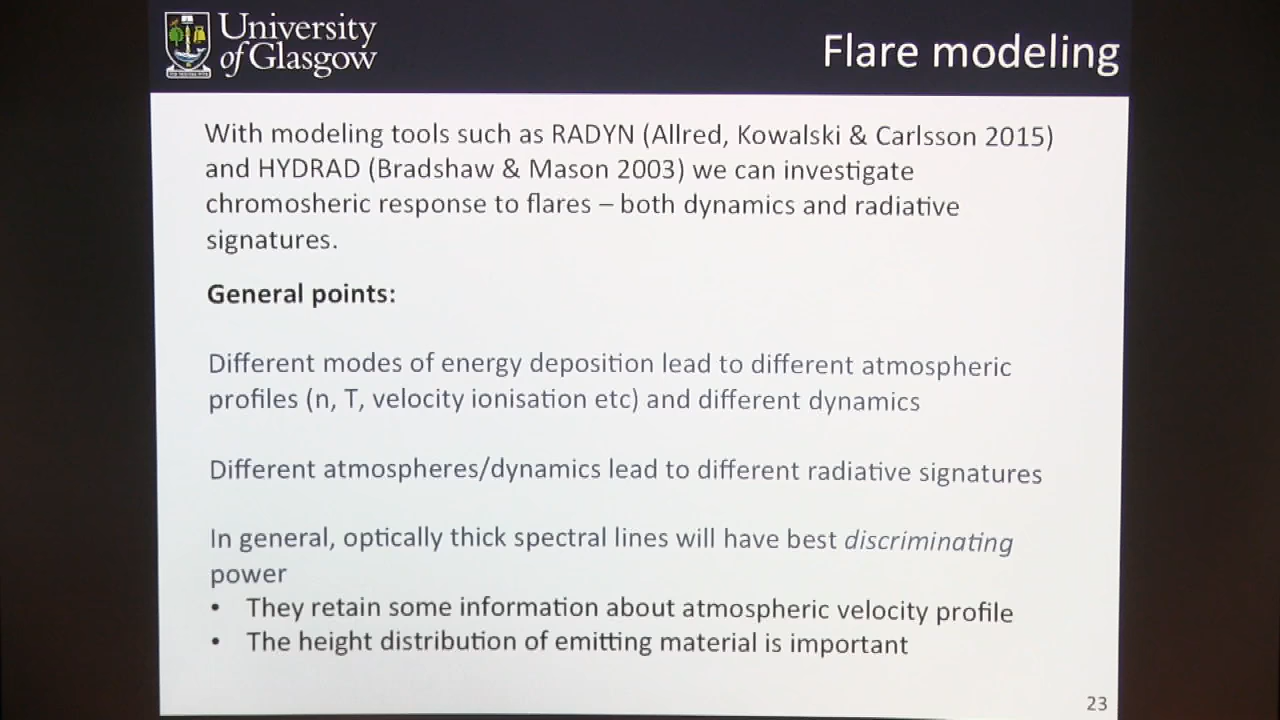 University
of Glasgow
Flare modeling
With modeling tools such as RADYN (Allred, Kowalski & Carlsson 2015)
and HYDRAD (Bradshaw & Mason 2003) we can investigate
chromosheric response to flares – both dynamics and radiative
signatures.
General points:
Different modes of energy deposition lead to different atmospheric
profiles (n, T, velocity ionisation etc) and different dynamics
Different atmospheres/dynamics lead to different radiative signatures
In general, optically thick spectral lines will have best discriminating
power
• They retain some information about atmospheric velocity profile
• The height distribution of emitting material is important
23